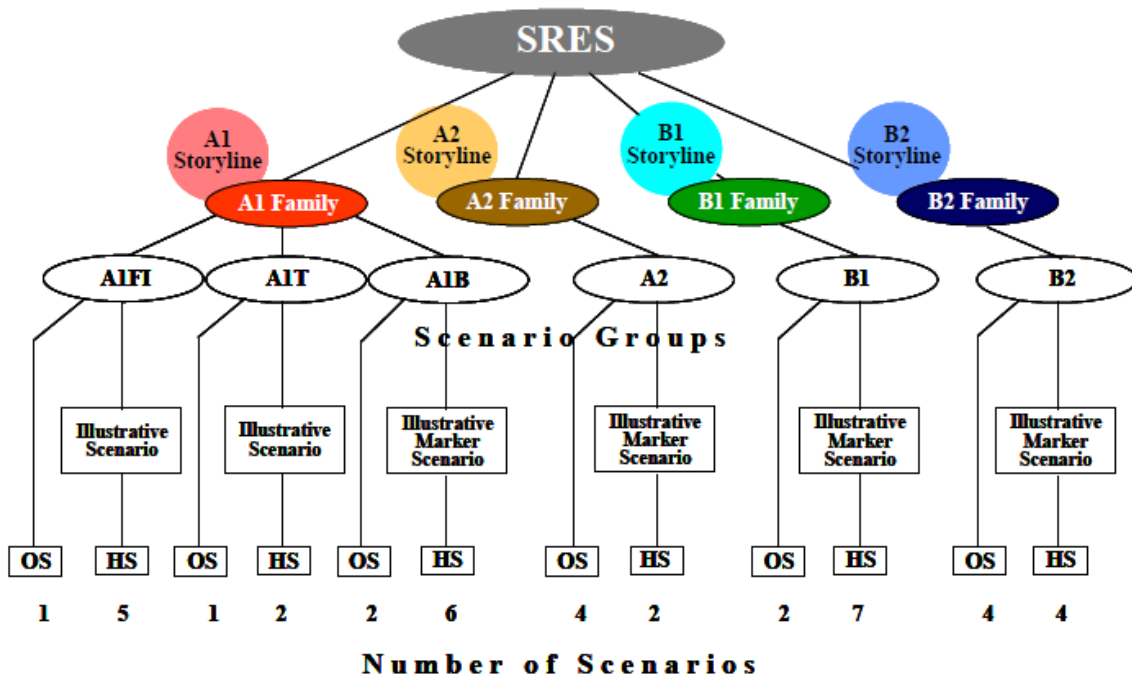 SRES
A1
Storyline
A2
Storyline
B1
Storyline
B2
Storyline
A1 Family
A2 Family
B1 Family
B2 Family
A1FI
A1T
A1B
A2
B1
B2
Scenario Groups
Illustrative
Scenario
Illustrative
Scenario
Illustrative
Marker
Scenario
Illustrative
Marker
Scenario
Illustrative
Marker
Scenario
Illustrative
Marker
Scenario
OS HS OS HS OS HS OS HS OS HS OS HS
1 5 1 2 2 6 4 2 2 7 4 4
Number of Scenarios